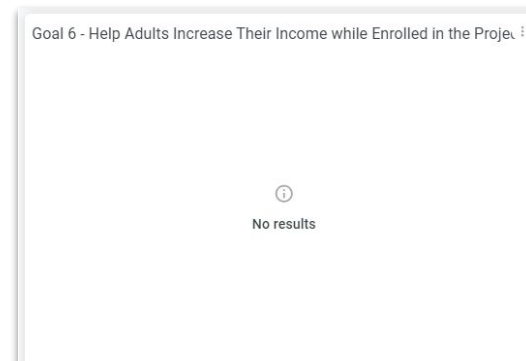 Goal 6 - Help Adults Increase Their Income while Enrolled in the Projec
No results